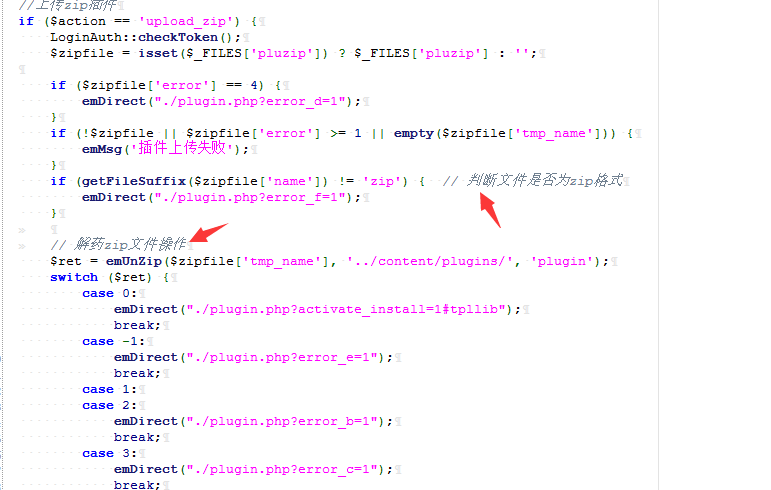 //上传zip插件
if ($action == 'upload_zip') {
LoginAuth::checkToken();
$zipfile = isset($_FILES['pluzip']) ? $_FILES['pluzip'] : '';
if ($zipfile['error'] == 4) {
emDirect("./plugin.php?error_d=1");
}
if (!$zipfile || $zipfile['error'] >= 1 || empty($zipfile['tmp_name'])) {
emMsg('插件上传失败');
}
if (getFileSuffix($zipfile['name']) != 'zip') { // 判断文件是否为zip格式
emDirect("./plugin.php?error_f=1");
}
// 解药zip文件操作
$ret = emUnZip($zipfile['tmp_name'], '../content/plugins/', 'plugin');
switch ($ret) {
case 0:
emDirect("./plugin.php?activate_install=1#tpllib");
break;
case -1:
emDirect("./plugin.php?error_e=1");
break;
case 1:
case 2:
emDirect("./plugin.php?error_b=1");
break;
case 3:
emDirect("./plugin.php?error_c=1");
break;